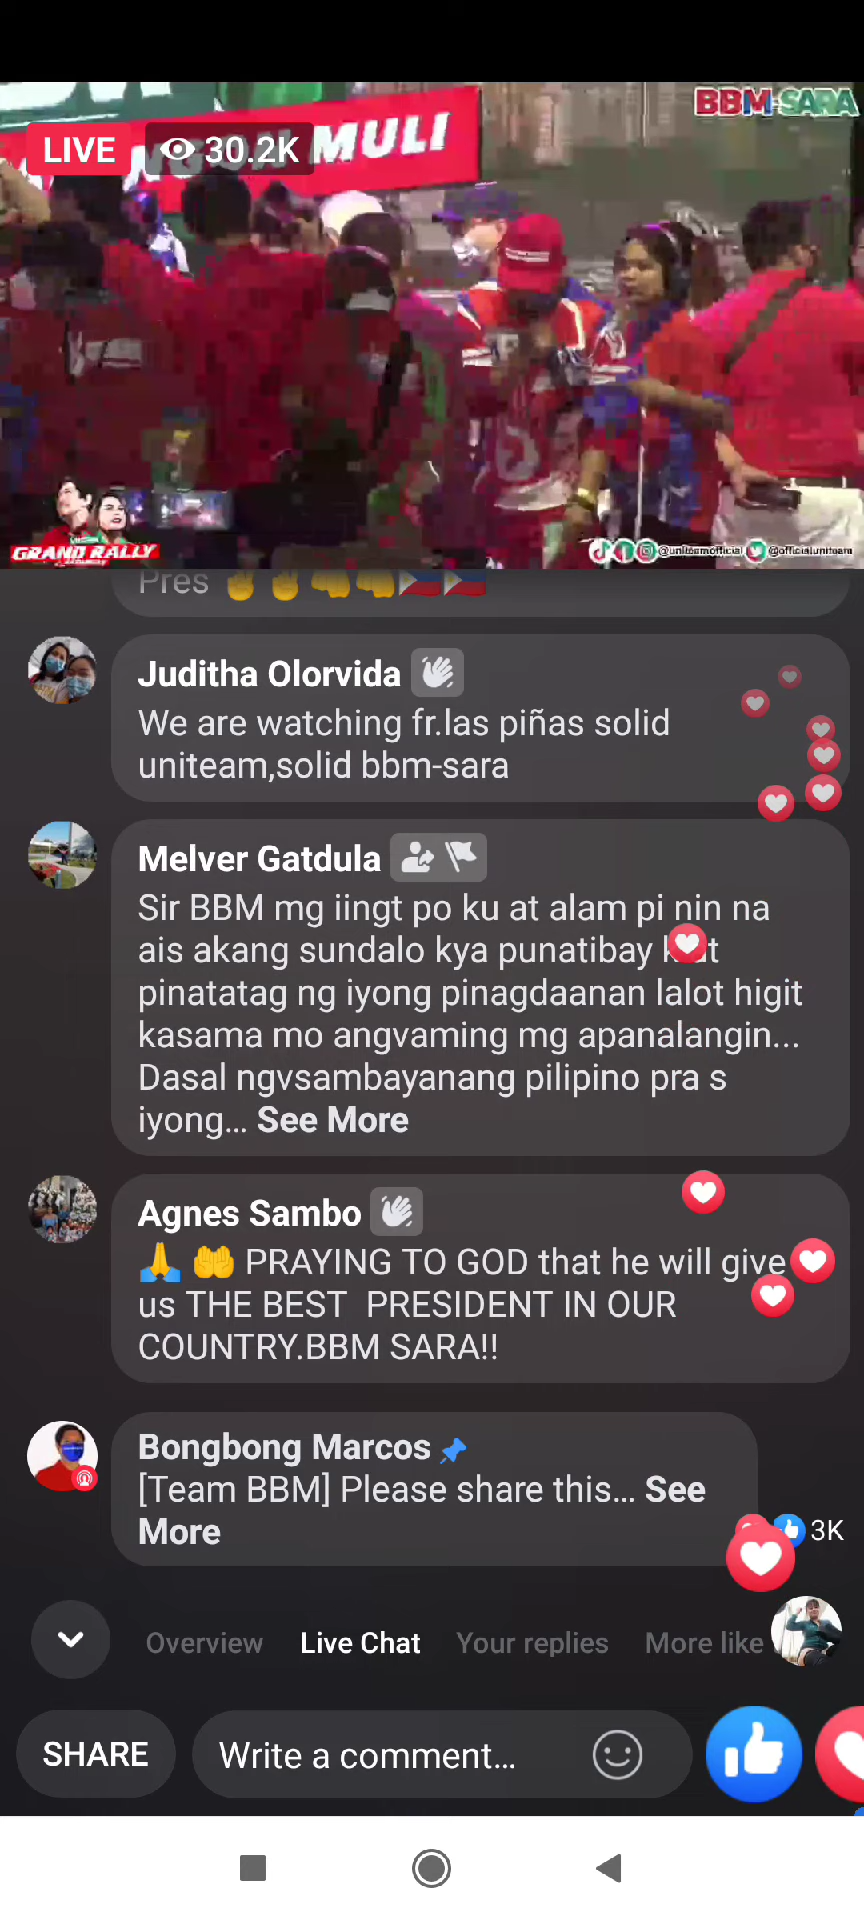 BBM-SARA
LIVE 30.2K MULI
GRAND RALLY
@uniteamofficial @officialuniteam
Pres ✌✌👊👊🇵🇭🇵🇭
Juditha Olorvida
We are watching fr.las piñas solid
uniteam,solid bbm-sara
Melver Gatdula
Sir BBM mg iingt po ku at alam pi nin na
ais akang sundalo kya punatibay
pinatatag ng iyong pinagdaanan lalot higit
kasama mo angvaming mg apanalangin...
Dasal ngvsambayanang pilipino pra s
iyong... See More
Agnes Sambo
🙏 🤲 PRAYING TO GOD that he will give
us THE BEST PRESIDENT IN OUR
COUNTRY.BBM SARA!!
Bongbong Marcos
[Team BBM] Please share this... See
More
3K
Overview Live Chat Your replies More like
SHARE Write a comment...